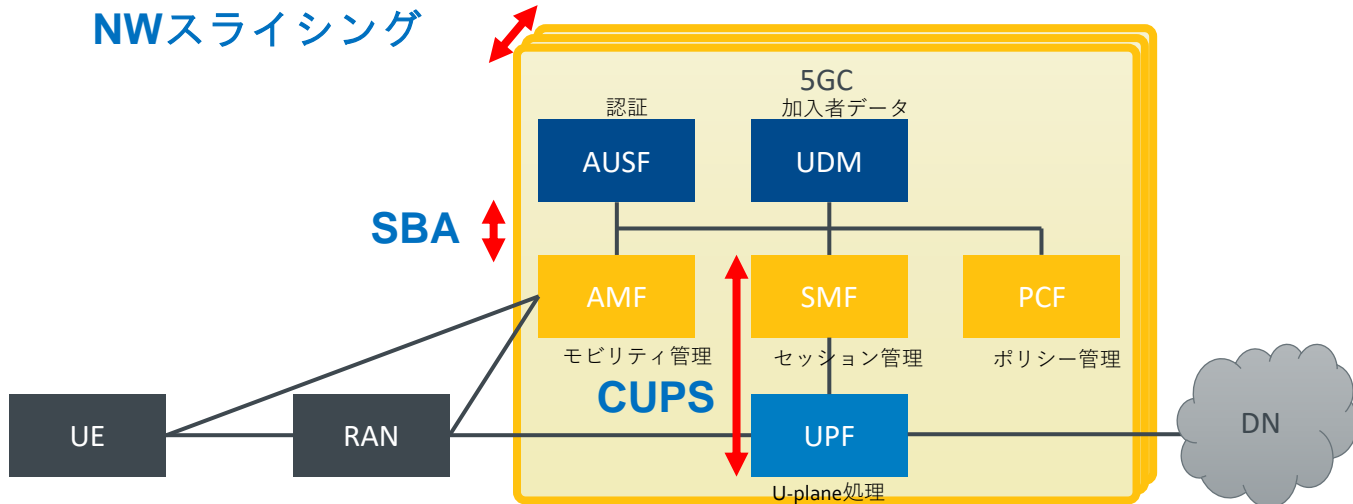 NWスライシング
5GC
認証
加入者データ
AUSF
UDM
SBA
AMF
SMF
PCF
モビリティ管理
セッション管理
ポリシー管理
CUPS
UE
RAN
UPF
DN
U-plane処理